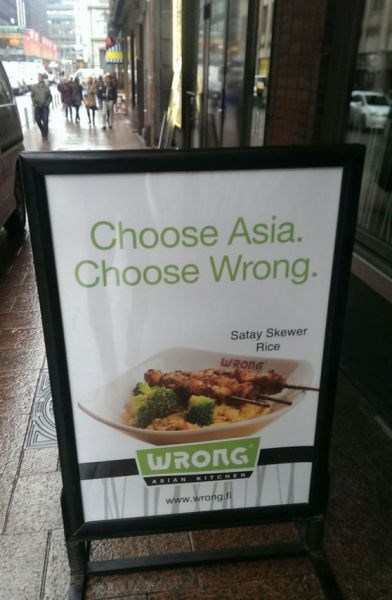 Choose Asia.
Choose Wrong.
Satay Skewer
Rice
WRONG
WRONG
ASIAN KITCHEN
www.wrong.fi